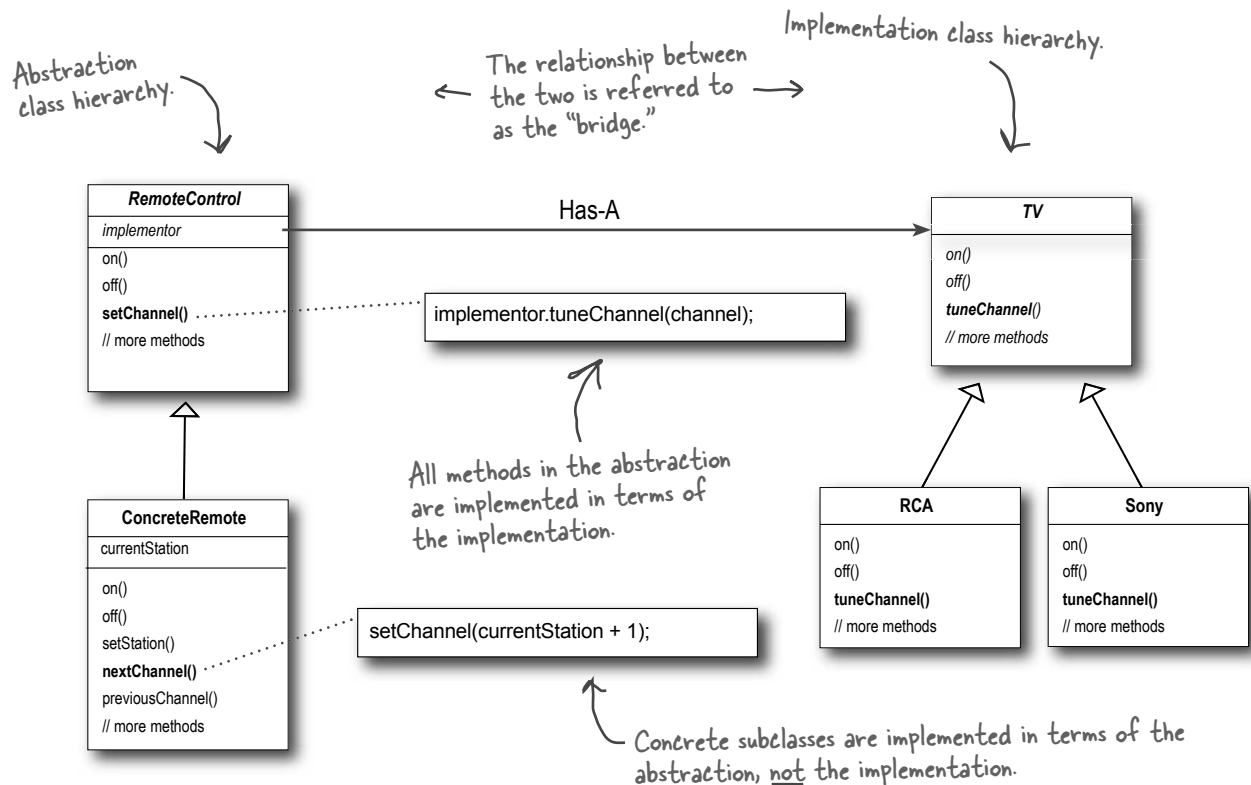 Abstraction
class hierarchy.
The relationship between
the two is referred to
as the “bridge.”
Implementation class hierarchy.
RemoteControl
implementor
on()
off()
setChannel()
// more methods
Has-A
TV
on()
off()
tuneChannel()
// more methods
implementor.tuneChannel(channel);
All methods in the abstraction
are implemented in terms of
the implementation.
ConcreteRemote
currentStation
on()
off()
setStation()
nextChannel()
previousChannel()
// more methods
setChannel(currentStation + 1);
RCA
on()
off()
tuneChannel()
// more methods
Sony
on()
off()
tuneChannel()
// more methods
Concrete subclasses are implemented in terms of the
abstraction, not the implementation.